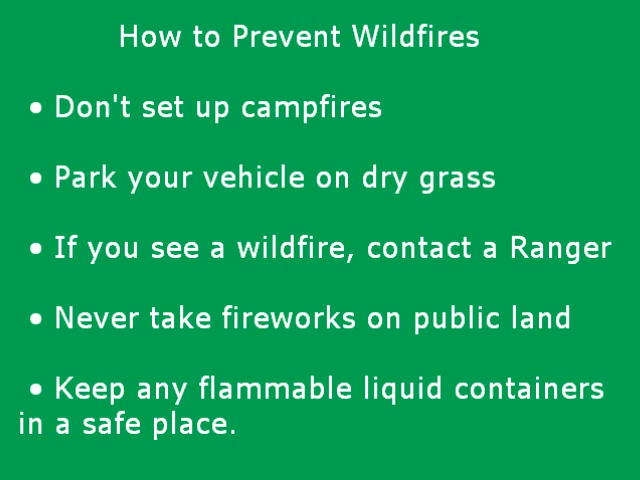 How to Prevent Wildfires
• Don't set up campfires
• Park your vehicle on dry grass
• If you see a wildfire, contact a Ranger
• Never take fireworks on public land
• Keep any flammable liquid containers
in a safe place.